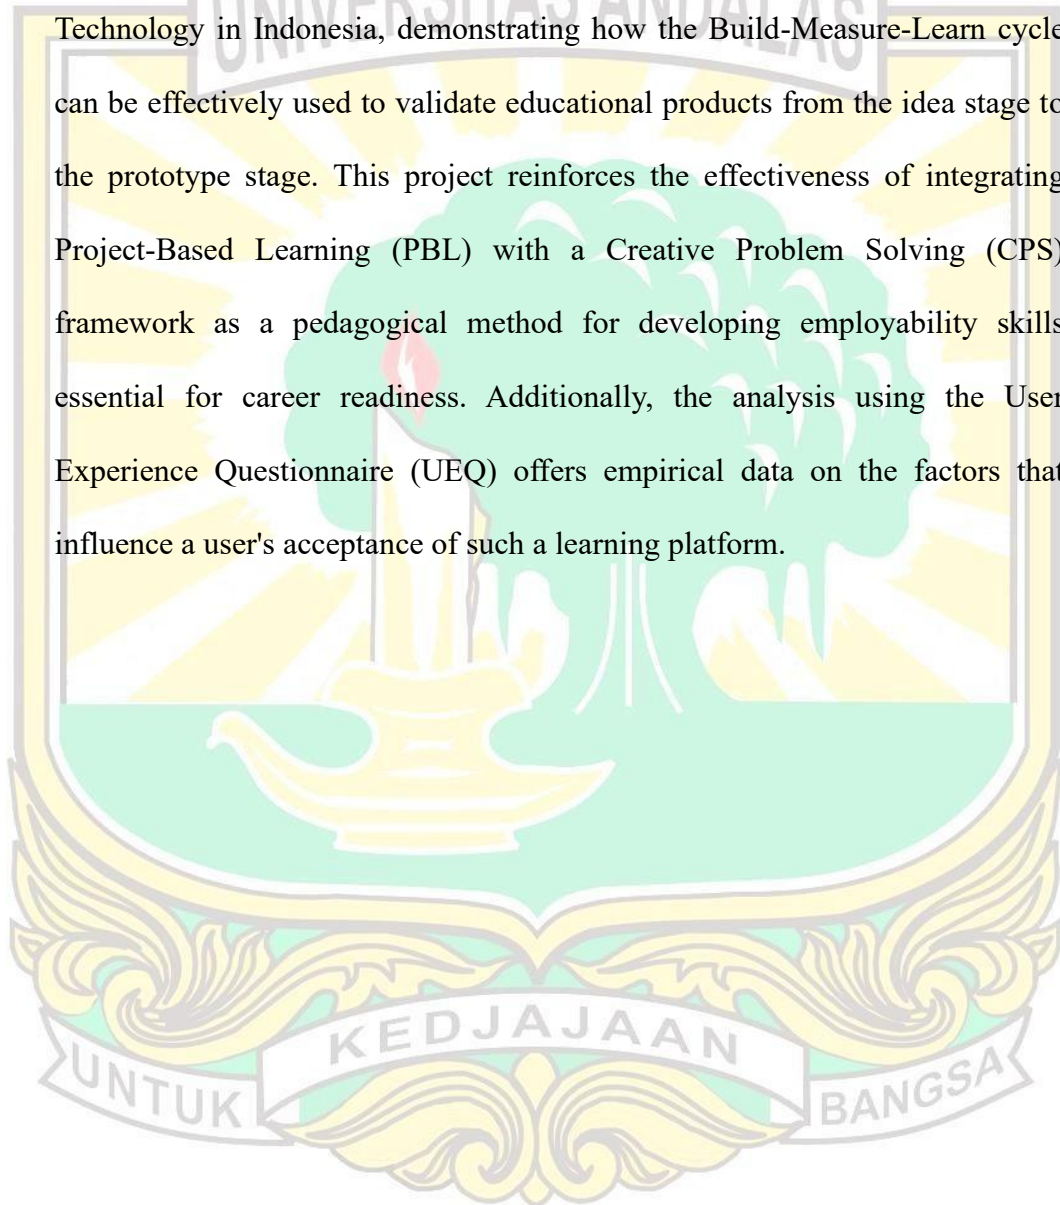 UNIVERSITAS ANDALAS
Technology in Indonesia, demonstrating how the Build-Measure-Learn cycle
can be effectively used to validate educational products from the idea stage to
the prototype stage. This project reinforces the effectiveness of integrating
Project-Based Learning (PBL) with a Creative Problem Solving (CPS)
framework as a pedagogical method for developing employability skills
essential for career readiness. Additionally, the analysis using the User
Experience Questionnaire (UEQ) offers empirical data on the factors that
influence a user's acceptance of such a learning platform.
UNTUK KEDJAJAAN BANGSA